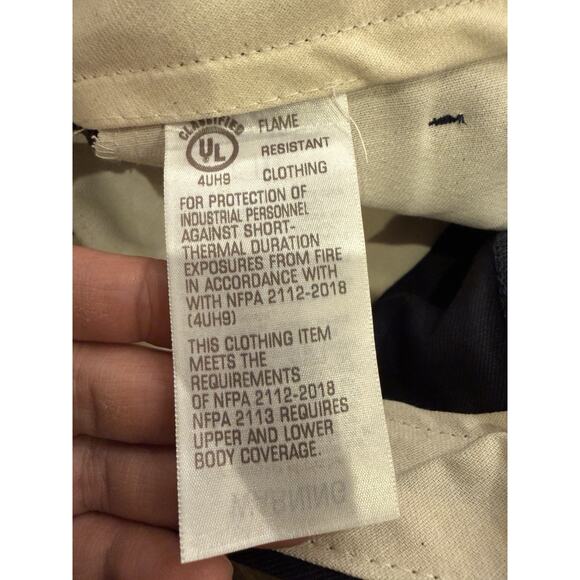 CLASSIFIED
UL
4UH9
FLAME
RESISTANT
CLOTHING
FOR PROTECTION OF
INDUSTRIAL PERSONNEL
AGAINST SHORT-
THERMAL DURATION
EXPOSURES FROM FIRE
IN ACCORDANCE WITH
WITH NFPA 2112-2018
(4UH9)
THIS CLOTHING ITEM
MEETS THE
REQUIREMENTS
OF NFPA 2112-2018
NFPA 2113 REQUIRES
UPPER AND LOWER
BODY COVERAGE.
WARNING